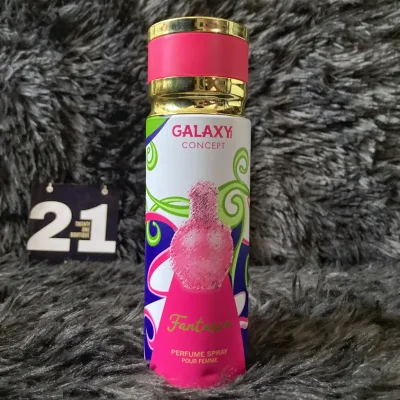 GALAXY
CONCEPT
21
Fantasia
PERFUME SPRAY
POUR FEMME